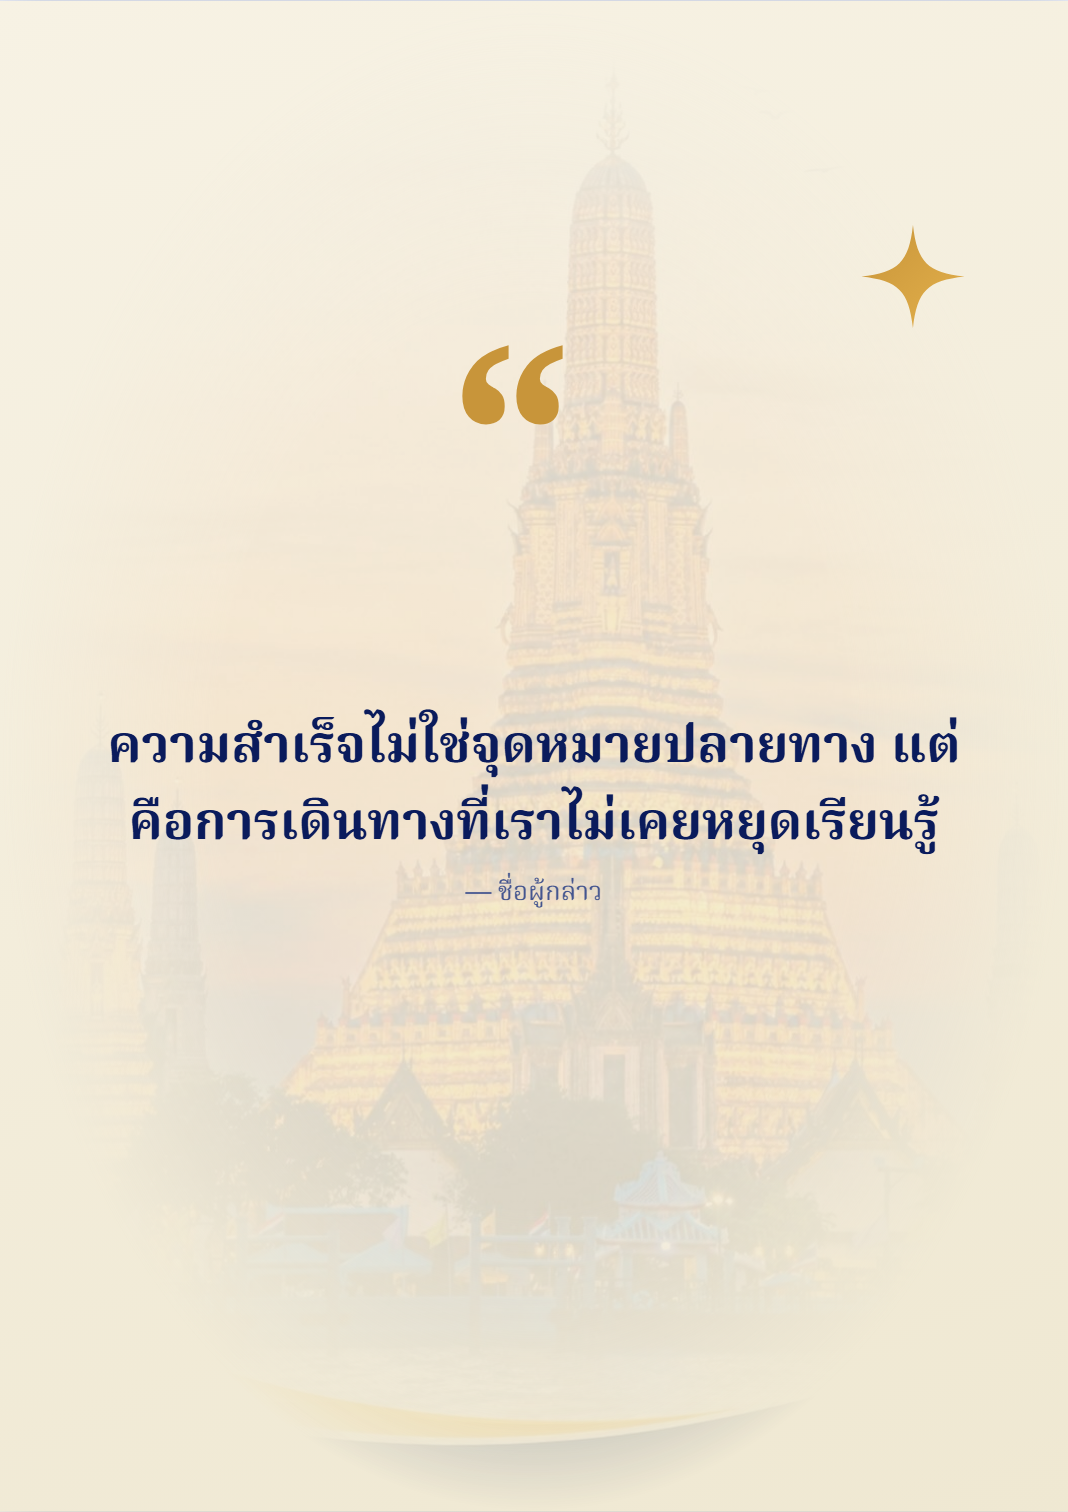 “
ความสำเร็จไม่ใช่จุดหมายปลายทาง แต่
คือการเดินทางที่เราไม่เคยหยุดเรียนรู้
— ชื่อผู้กล่าว